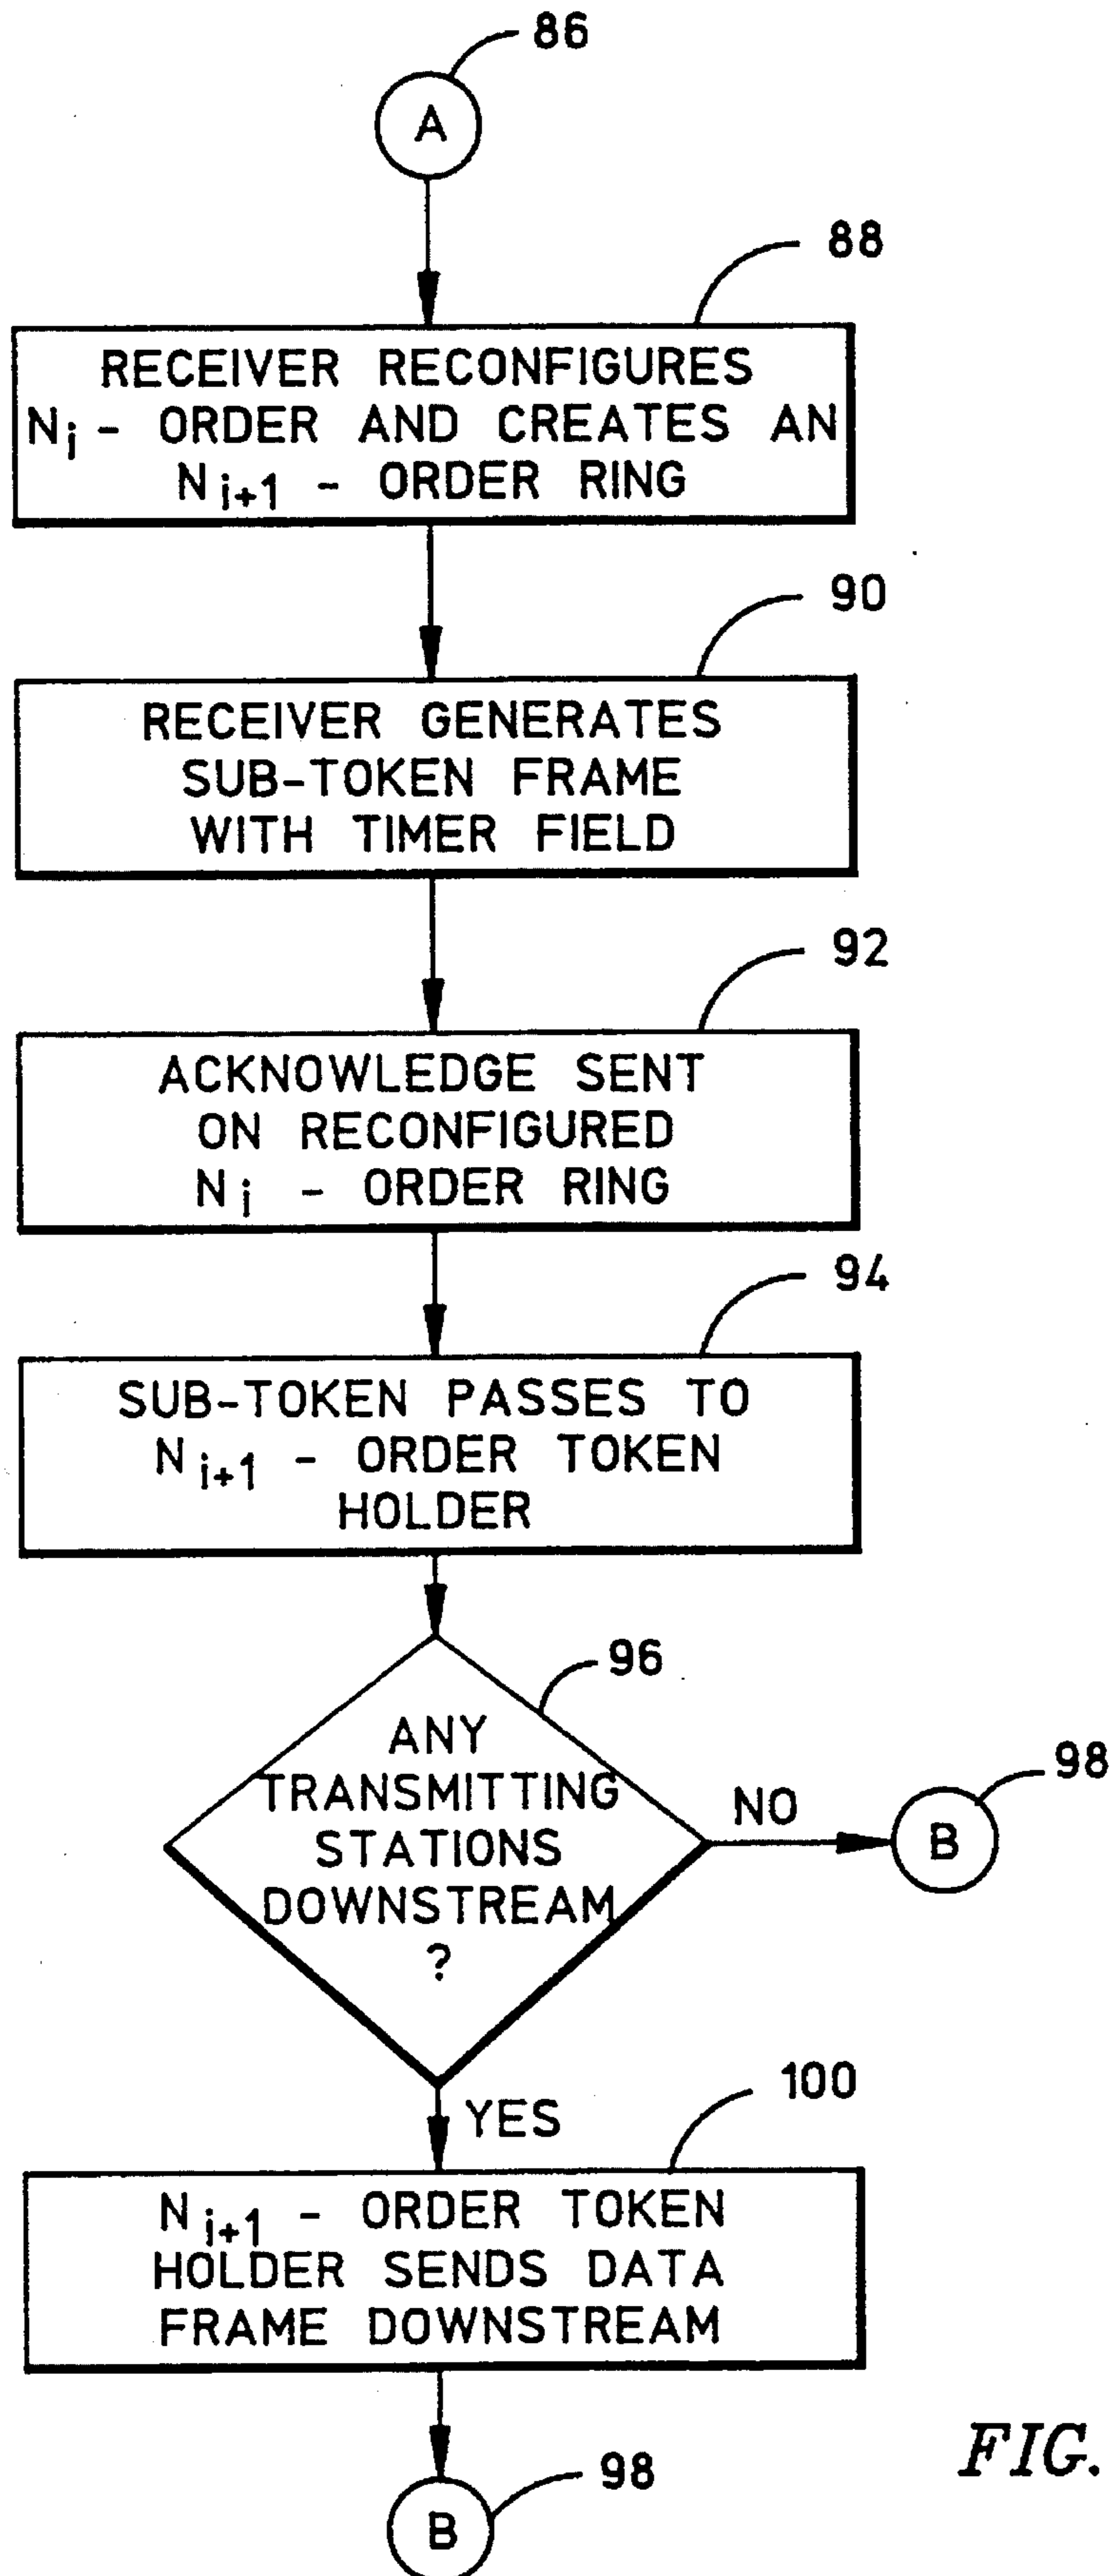 86
A
88
RECEIVER RECONFIGURES
Ni - ORDER AND CREATES AN
Ni+1 - ORDER RING
90
RECEIVER GENERATES
SUB-TOKEN FRAME
WITH TIMER FIELD
92
ACKNOWLEDGE SENT
ON RECONFIGURED
Ni - ORDER RING
94
SUB-TOKEN PASSES TO
Ni+1 - ORDER TOKEN
HOLDER
96
ANY
TRANSMITTING
STATIONS
DOWNSTREAM
?
NO
98
B
YES
100
Ni+1 - ORDER TOKEN
HOLDER SENDS DATA
FRAME DOWNSTREAM
98
B
FIG.